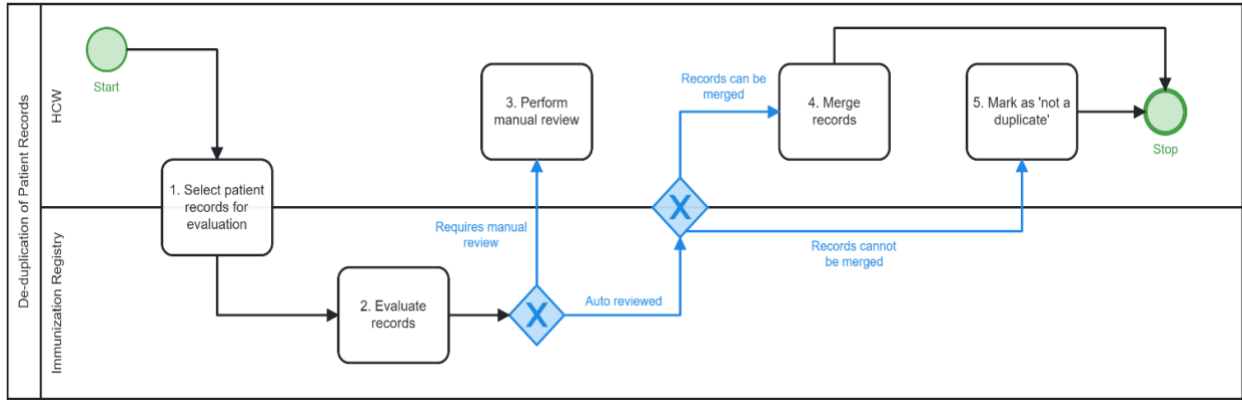 De-duplication of Patient Records
HCW
Immunization Registry
Start
1. Select patient
records for
evaluation
2. Evaluate
records
X
Requires manual
review
Auto reviewed
3. Perform
manual review
X
Records can be
merged
Records cannot
be merged
4. Merge
records
5. Mark as 'not a
duplicate'
Stop